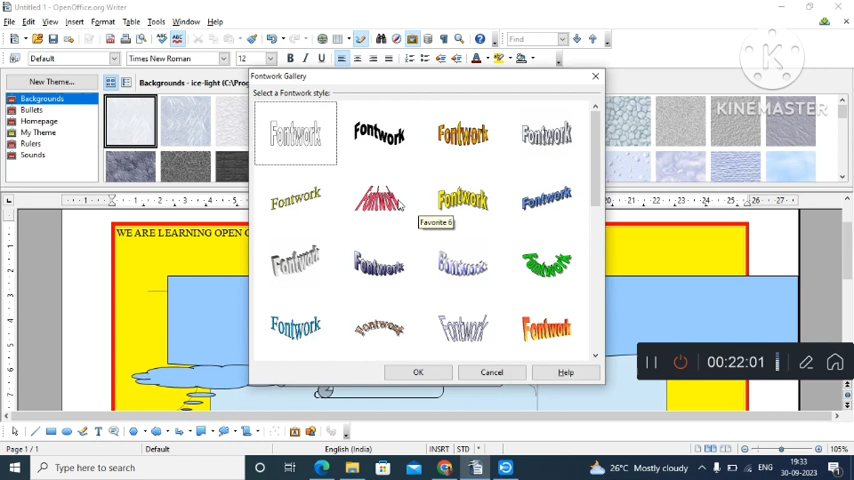 Untitled 1 - OpenOffice.org Writer
File Edit View Insert Format Table Tools Window Help
Find
Default Times New Roman 12 B I U
New Theme... Backgrounds - ice-light (C:\Prog
Backgrounds
Bullets
Homepage
My Theme
Rulers
Sounds
KINEMASTER
Fontwork Gallery
Select a Fontwork style:
Fontwork Fontwork Fontwork Fontwork
Fontwork Fontwork Fontwork Fontwork
Favorite 6
Fontwork Fontwork Fontwork Fontwork
Fontwork Fontwork Fontwork Fontwork
OK Cancel Help
WE ARE LEARNING OPEN O
00:22:01
Page 1 / 1 Default English (India) INSRT STD * 105%
Type here to search 26°C Mostly cloudy ENG 19:33
30-09-2023